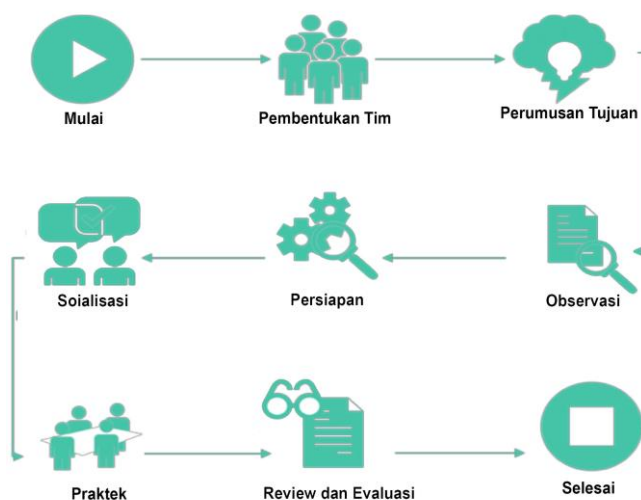 Mulai
Pembentukan Tim
Perumusan Tujuan
Soialisasi
Persiapan
Observasi
Praktek
Review dan Evaluasi
Selesai